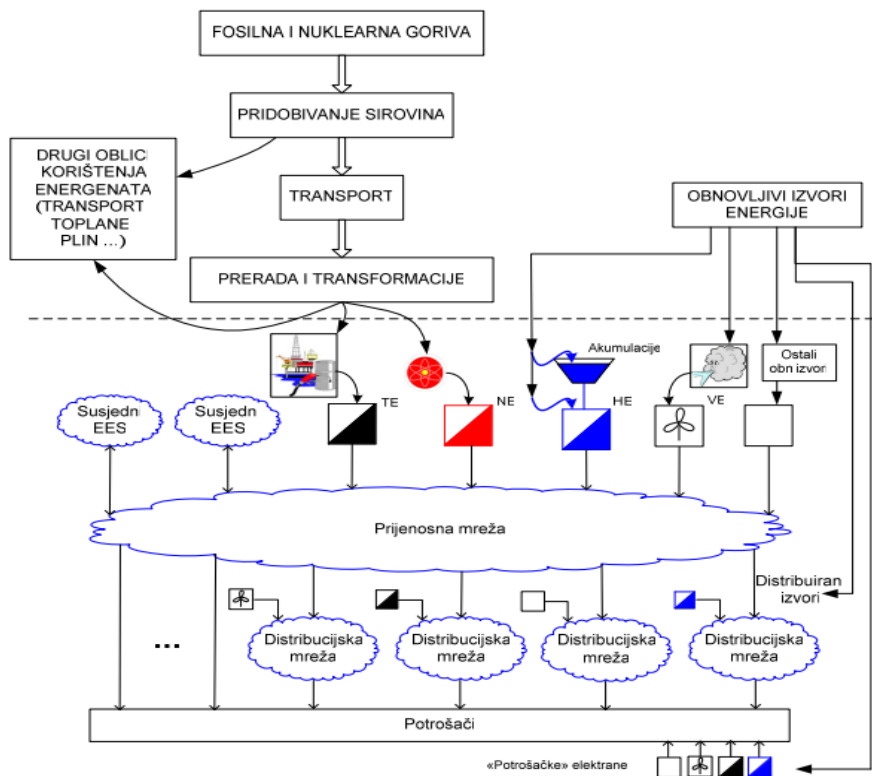 FOSILNA I NUKLEARNA GORIVA
PRIDOBIVANJE SIROVINA
DRUGI OBLICI
KORIŠTENJA
ENERGENATA
(TRANSPORT
TOPLANE
PLIN ...)
TRANSPORT
OBNOVLJIVI IZVORI
ENERGIJE
PRERADA I TRANSFORMACIJE
Akumulacije
Ostali
obn izvori
TE
NE
HE
VE
Susjedni
EES
Susjedn
EES
Prijenosna mreža
Distribuiran
izvori
...
Distribucijska
mreža
Distribucijska
mreža
Distribucijska
mreža
Distribucijska
mreža
Potrošači
«Potrošačke» elektrane